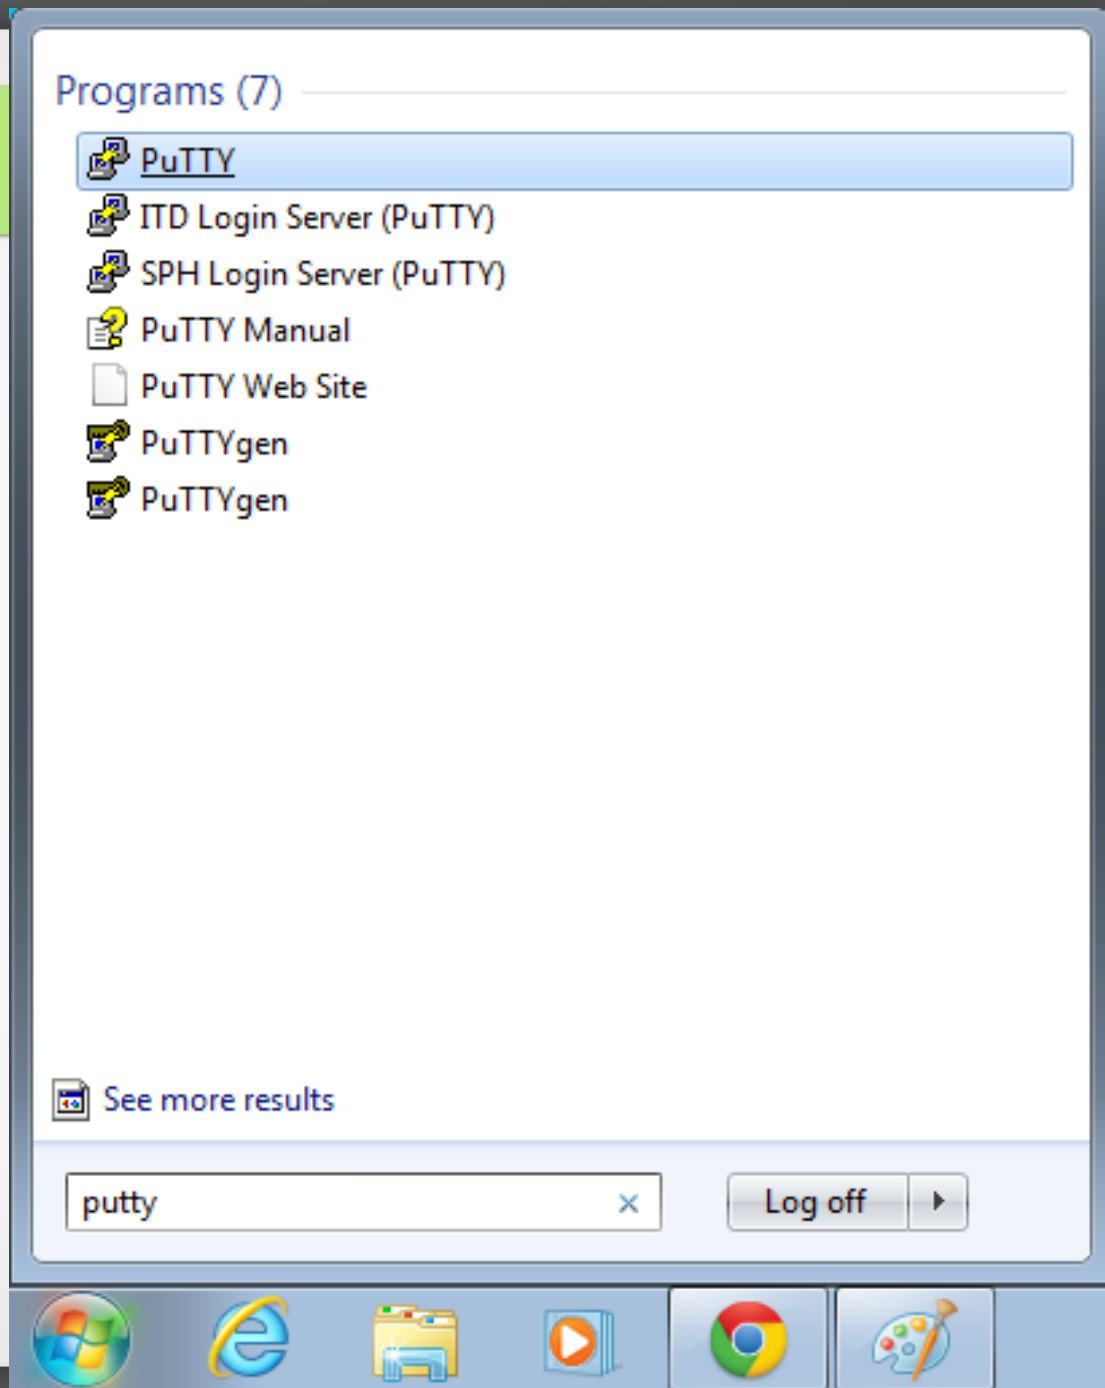 Programs (7)
PuTTY
ITD Login Server (PuTTY)
SPH Login Server (PuTTY)
PuTTY Manual
PuTTY Web Site
PuTTYgen
PuTTYgen
See more results
putty
Log off